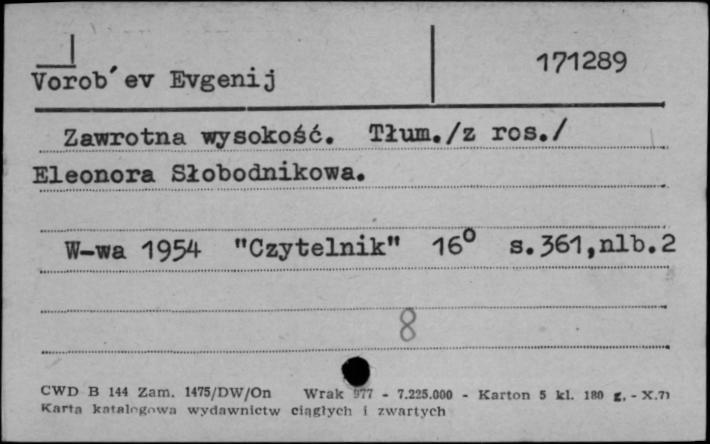 171289
Vorob´ev Evgenij
Zawrotna wysokość. Tłum./z ros./
Eleonora Słobodnikowa.
W-wa 1954 "Czytelnik" 16⁰ s.361,nlb.2
8
CWD B 144 Zam. 1475/DW/On Wrak 977 - 7.225.000 - Karton 5 kl. 180 g. - X.71
Karta katalogowa wydawnictw ciągłych i zwartych